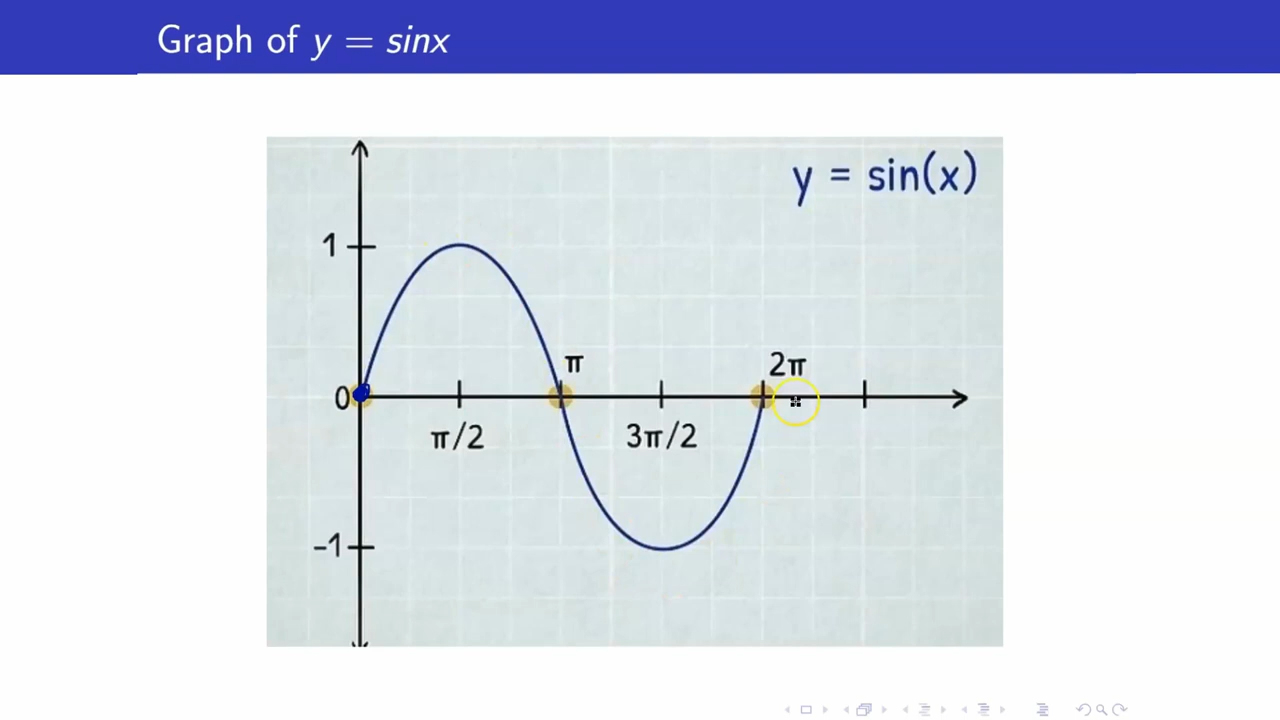 Graph of y = sinx
y = sin(x)
1
π
2π
0
π/2
3π/2
-1